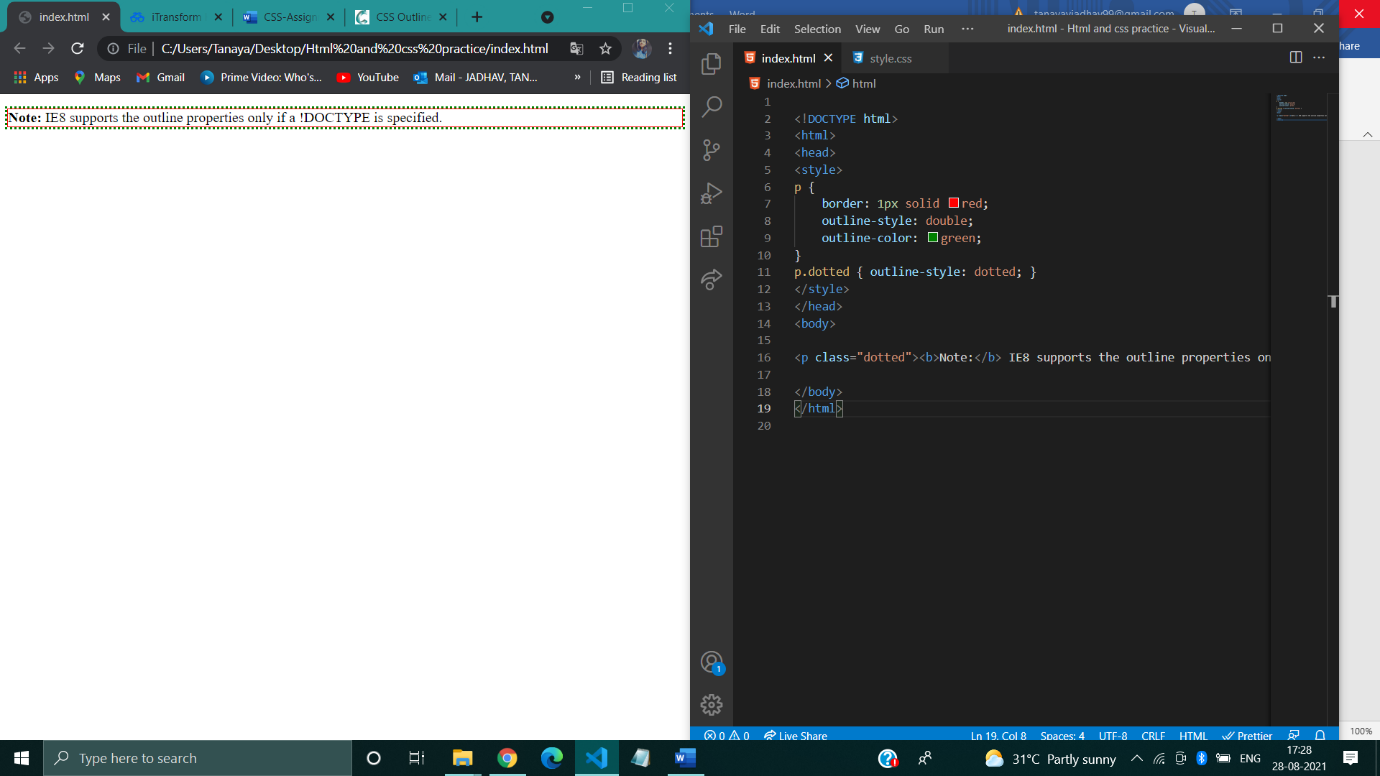 index.html
iTransform
CSS-Assign
CSS Outline
File | C:/Users/Tanaya/Desktop/Html%20and%20css%20practice/index.html
Apps
Maps
Gmail
Prime Video: Who's...
YouTube
Mail - JADHAV, TAN...
»
Reading list
Note: IE8 supports the outline properties only if a !DOCTYPE is specified.
Word
File Edit Selection View Go Run ...
index.html - Html and css practice - Visual...
hare
index.html
style.css
index.html > html
1
2 <!DOCTYPE html>
3 <html>
4 <head>
5 <style>
6 p {
7 border: 1px solid red;
8 outline-style: double;
9 outline-color: green;
10 }
11 p.dotted { outline-style: dotted; }
12 </style>
13 </head>
14 <body>
15
16 <p class="dotted"><b>Note:</b> IE8 supports the outline properties on
17
18 </body>
19 </html>
20
1
0 0 Live Share
Ln 19, Col 8 Spaces: 4 UTF-8 CRLF HTML Prettier
100%
Type here to search
31°C Partly sunny
ENG
17:28
28-08-2021